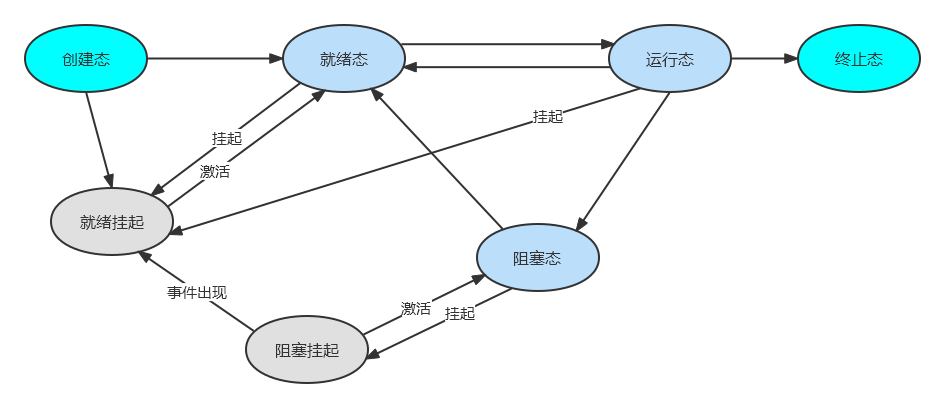 创建态
就绪态
运行态
终止态
挂起
挂起
激活
就绪挂起
阻塞态
事件出现
激活
挂起
阻塞挂起